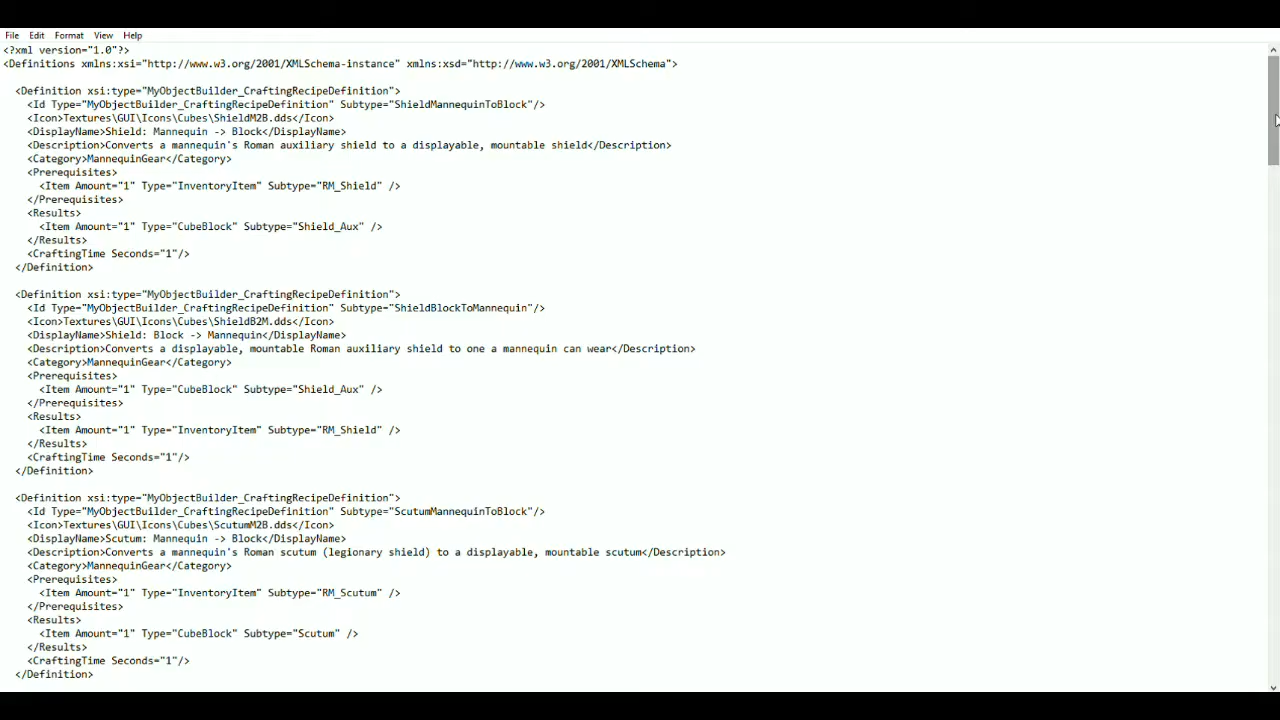 File Edit Format View Help
<?xml version="1.0"?>
<Definitions xmlns:xsi="http://www.w3.org/2001/XMLSchema-instance" xmlns:xsd="http://www.w3.org/2001/XMLSchema">
<Definition xsi:type="MyObjectBuilder_CraftingRecipeDefinition">
<Id Type="MyObjectBuilder_CraftingRecipeDefinition" Subtype="ShieldMannequinToBlock"/>
<Icon>Textures\GUI\Icons\Cubes\ShieldM2B.dds</Icon>
<DisplayName>Shield: Mannequin -> Block</DisplayName>
<Description>Converts a mannequin's Roman auxiliary shield to a displayable, mountable shield</Description>
<Category>MannequinGear</Category>
<Prerequisites>
<Item Amount="1" Type="InventoryItem" Subtype="RM_Shield" />
</Prerequisites>
<Results>
<Item Amount="1" Type="CubeBlock" Subtype="Shield_Aux" />
</Results>
<CraftingTime Seconds="1"/>
</Definition>
<Definition xsi:type="MyObjectBuilder_CraftingRecipeDefinition">
<Id Type="MyObjectBuilder_CraftingRecipeDefinition" Subtype="ShieldBlockToMannequin"/>
<Icon>Textures\GUI\Icons\Cubes\ShieldB2M.dds</Icon>
<DisplayName>Shield: Block -> Mannequin</DisplayName>
<Description>Converts a displayable, mountable Roman auxiliary shield to one a mannequin can wear</Description>
<Category>MannequinGear</Category>
<Prerequisites>
<Item Amount="1" Type="CubeBlock" Subtype="Shield_Aux" />
</Prerequisites>
<Results>
<Item Amount="1" Type="InventoryItem" Subtype="RM_Shield" />
</Results>
<CraftingTime Seconds="1"/>
</Definition>
<Definition xsi:type="MyObjectBuilder_CraftingRecipeDefinition">
<Id Type="MyObjectBuilder_CraftingRecipeDefinition" Subtype="ScutumMannequinToBlock"/>
<Icon>Textures\GUI\Icons\Cubes\ScutumM2B.dds</Icon>
<DisplayName>Scutum: Mannequin -> Block</DisplayName>
<Description>Converts a mannequin's Roman scutum (legionary shield) to a displayable, mountable scutum</Description>
<Category>MannequinGear</Category>
<Prerequisites>
<Item Amount="1" Type="InventoryItem" Subtype="RM_Scutum" />
</Prerequisites>
<Results>
<Item Amount="1" Type="CubeBlock" Subtype="Scutum" />
</Results>
<CraftingTime Seconds="1"/>
</Definition>